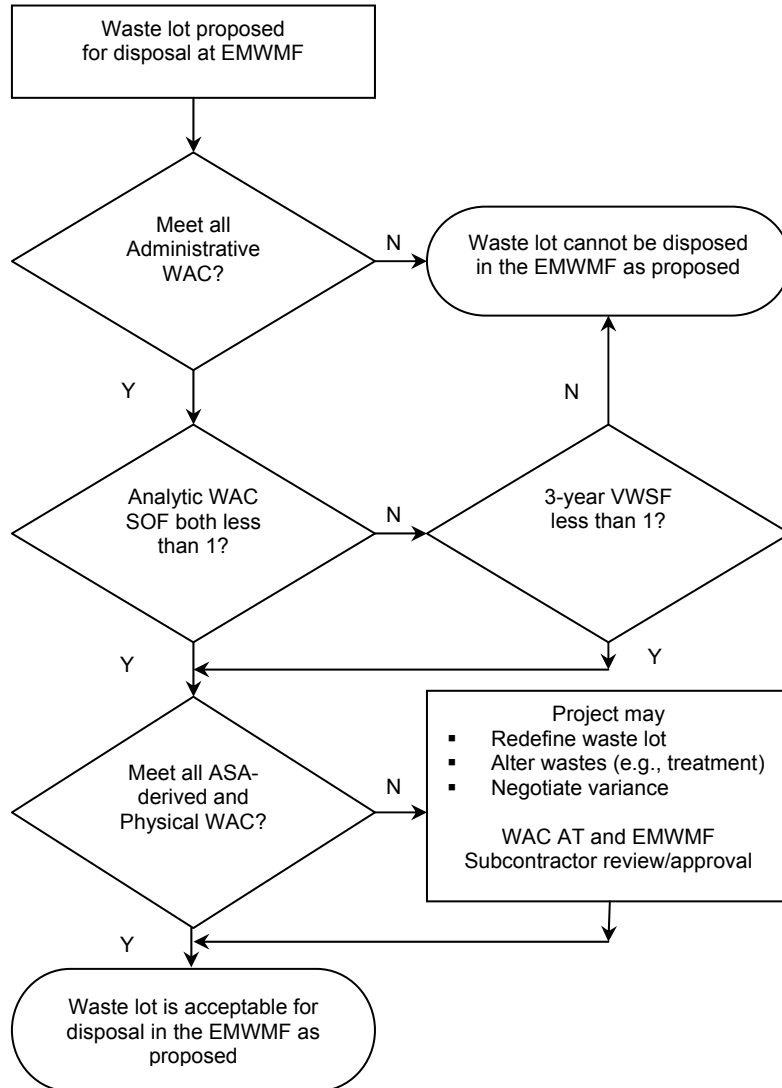 Waste lot proposed
for disposal at EMWMF
Meet all
Administrative
WAC?
N
Waste lot cannot be disposed
in the EMWMF as proposed
Y
N
Analytic WAC
SOF both less
than 1?
N
3-year VWSF
less than 1?
Y
Y
Meet all ASA-
derived and
Physical WAC?
N
Project may
▪ Redefine waste lot
▪ Alter wastes (e.g., treatment)
▪ Negotiate variance
WAC AT and EMWMF
Subcontractor review/approval
Y
Waste lot is acceptable for
disposal in the EMWMF as
proposed